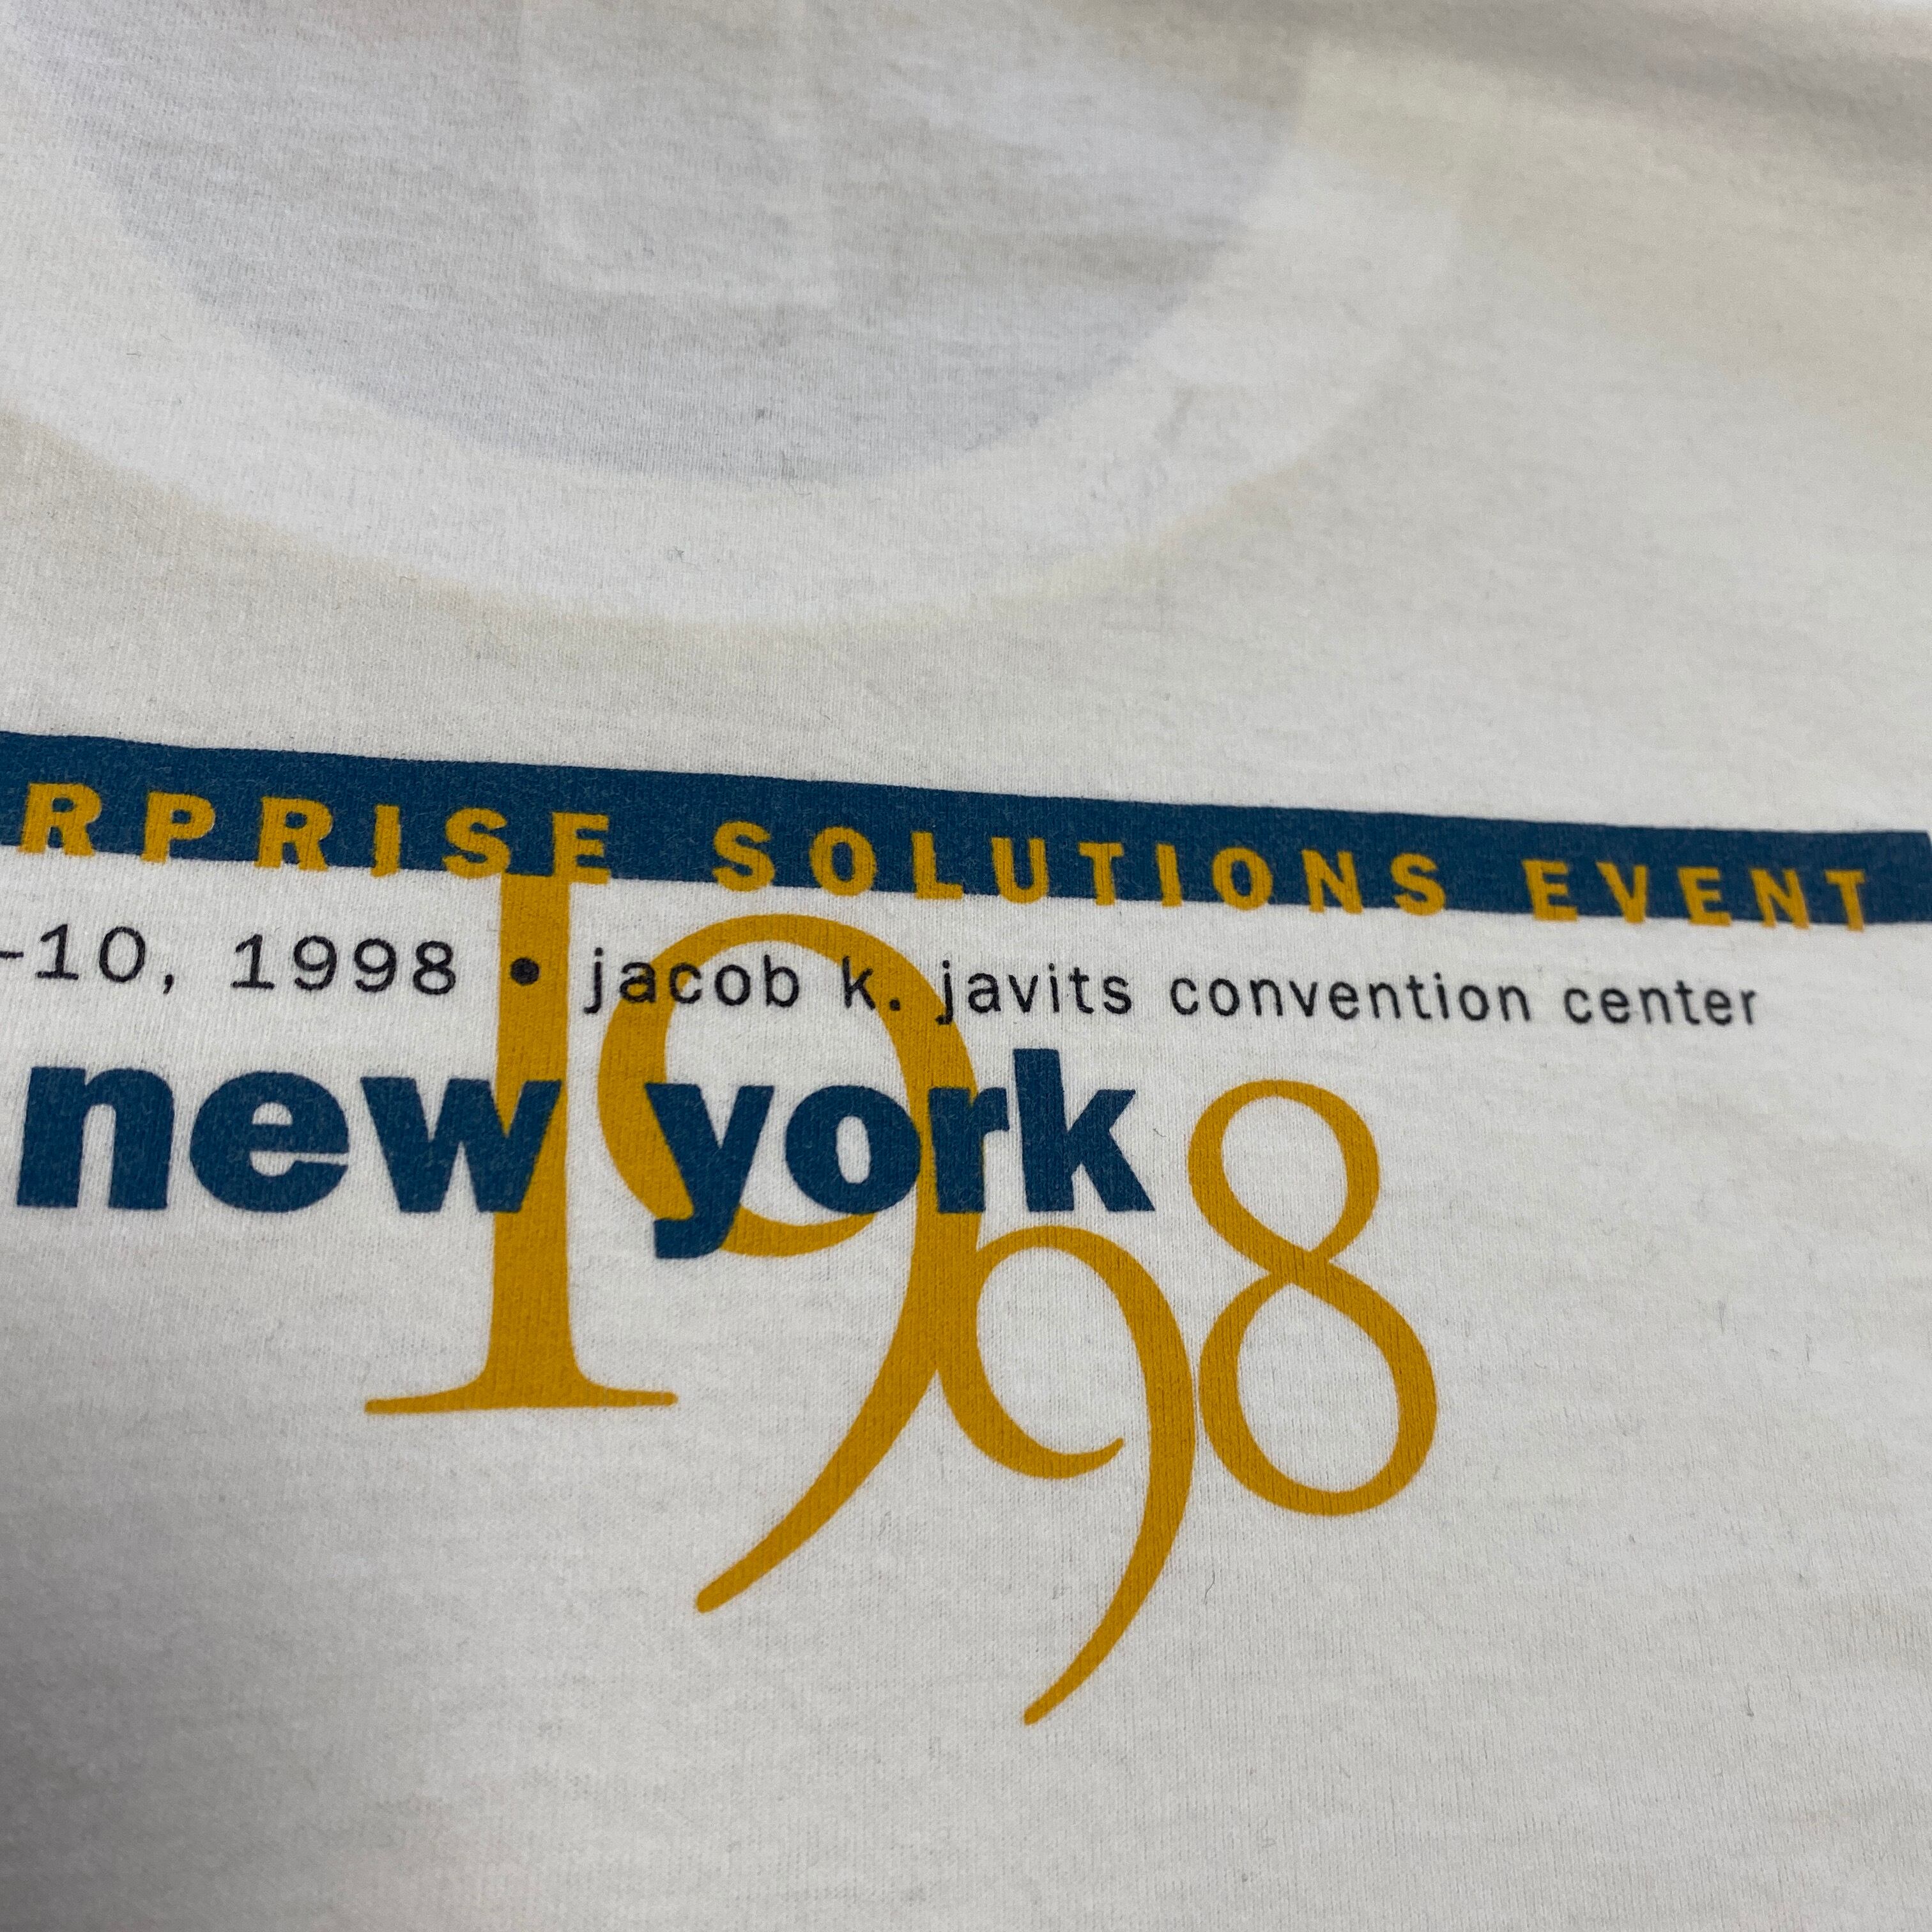 RPRISE SOLUTIONS EVENT
-10, 1998 • jacob k. javits convention center
new york
1998